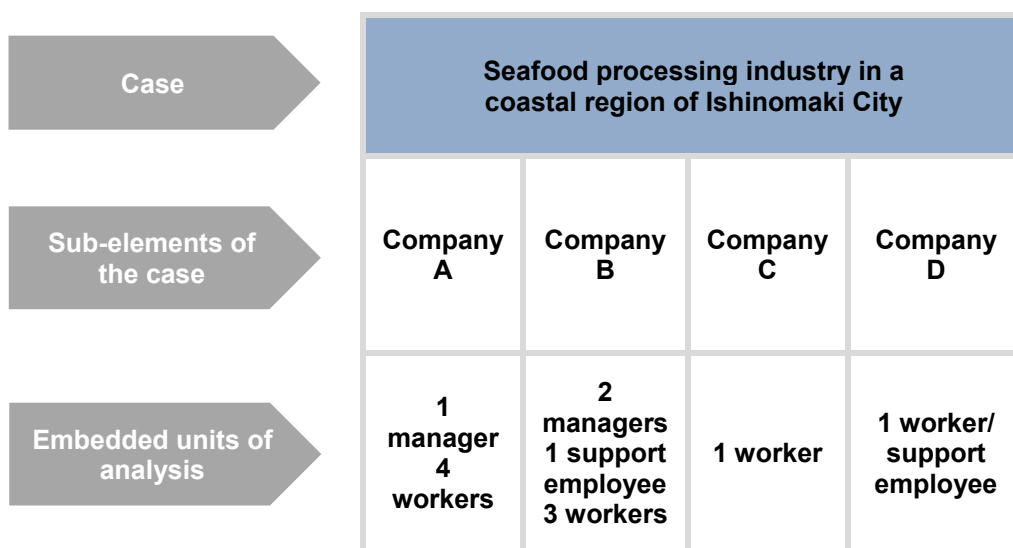 Case
Seafood processing industry in a
coastal region of Ishinomaki City
Sub-elements of
the case
Company
A
Company
B
Company
C
Company
D
Embedded units of
analysis
1
manager
4
workers
2
managers
1 support
employee
3 workers
1 worker
1 worker/
support
employee